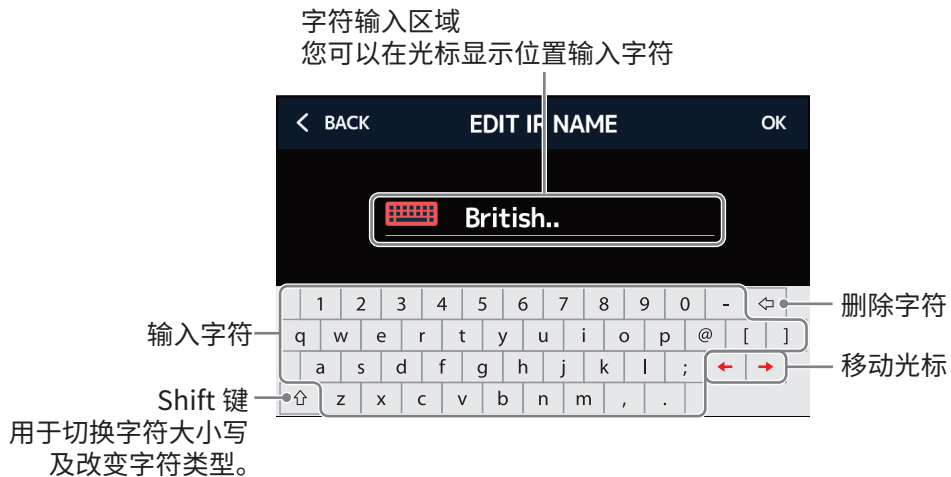 字符输入区域
您可以在光标显示位置输入字符
BACK EDIT IR NAME OK
British..
1 2 3 4 5 6 7 8 9 0 -
删除字符
输入字符
q w e r t y u i o p @ [ ]
a s d f g h j k l ;
移动光标
Shift 键
用于切换字符大小写
及改变字符类型。
z x c v b n m , .